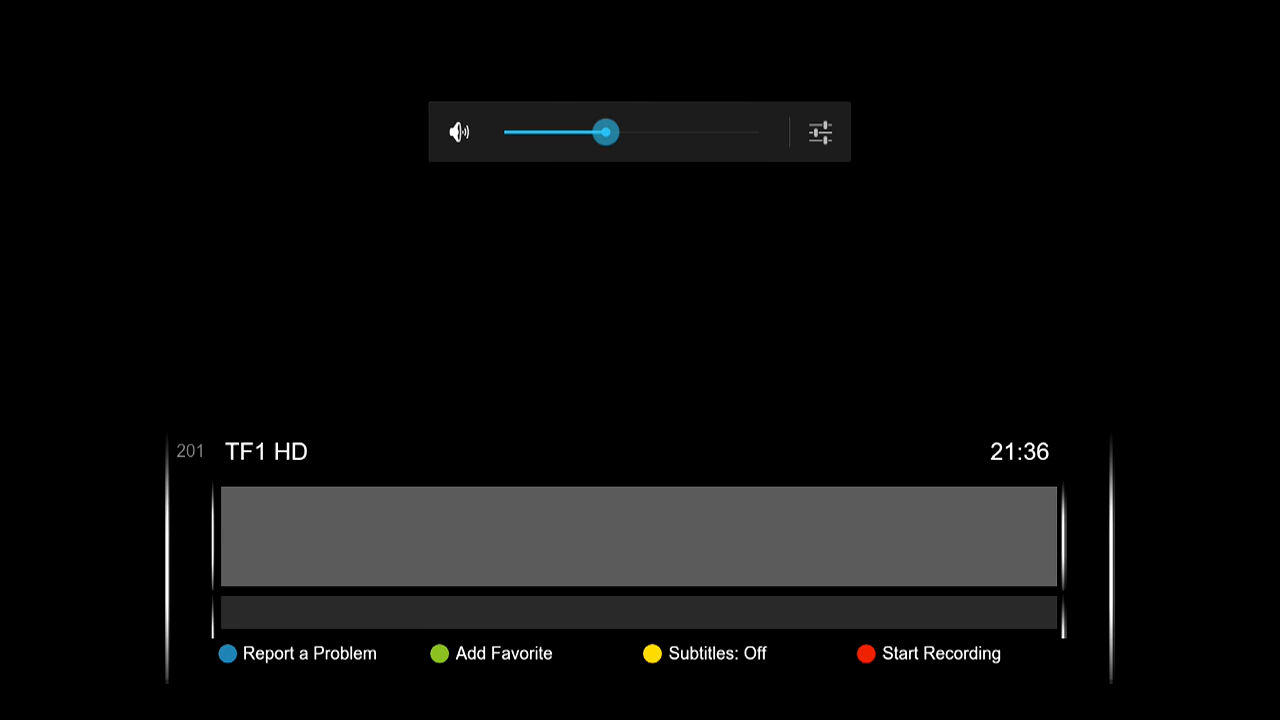 201 TF1 HD 21:36
Report a Problem Add Favorite Subtitles: Off Start Recording